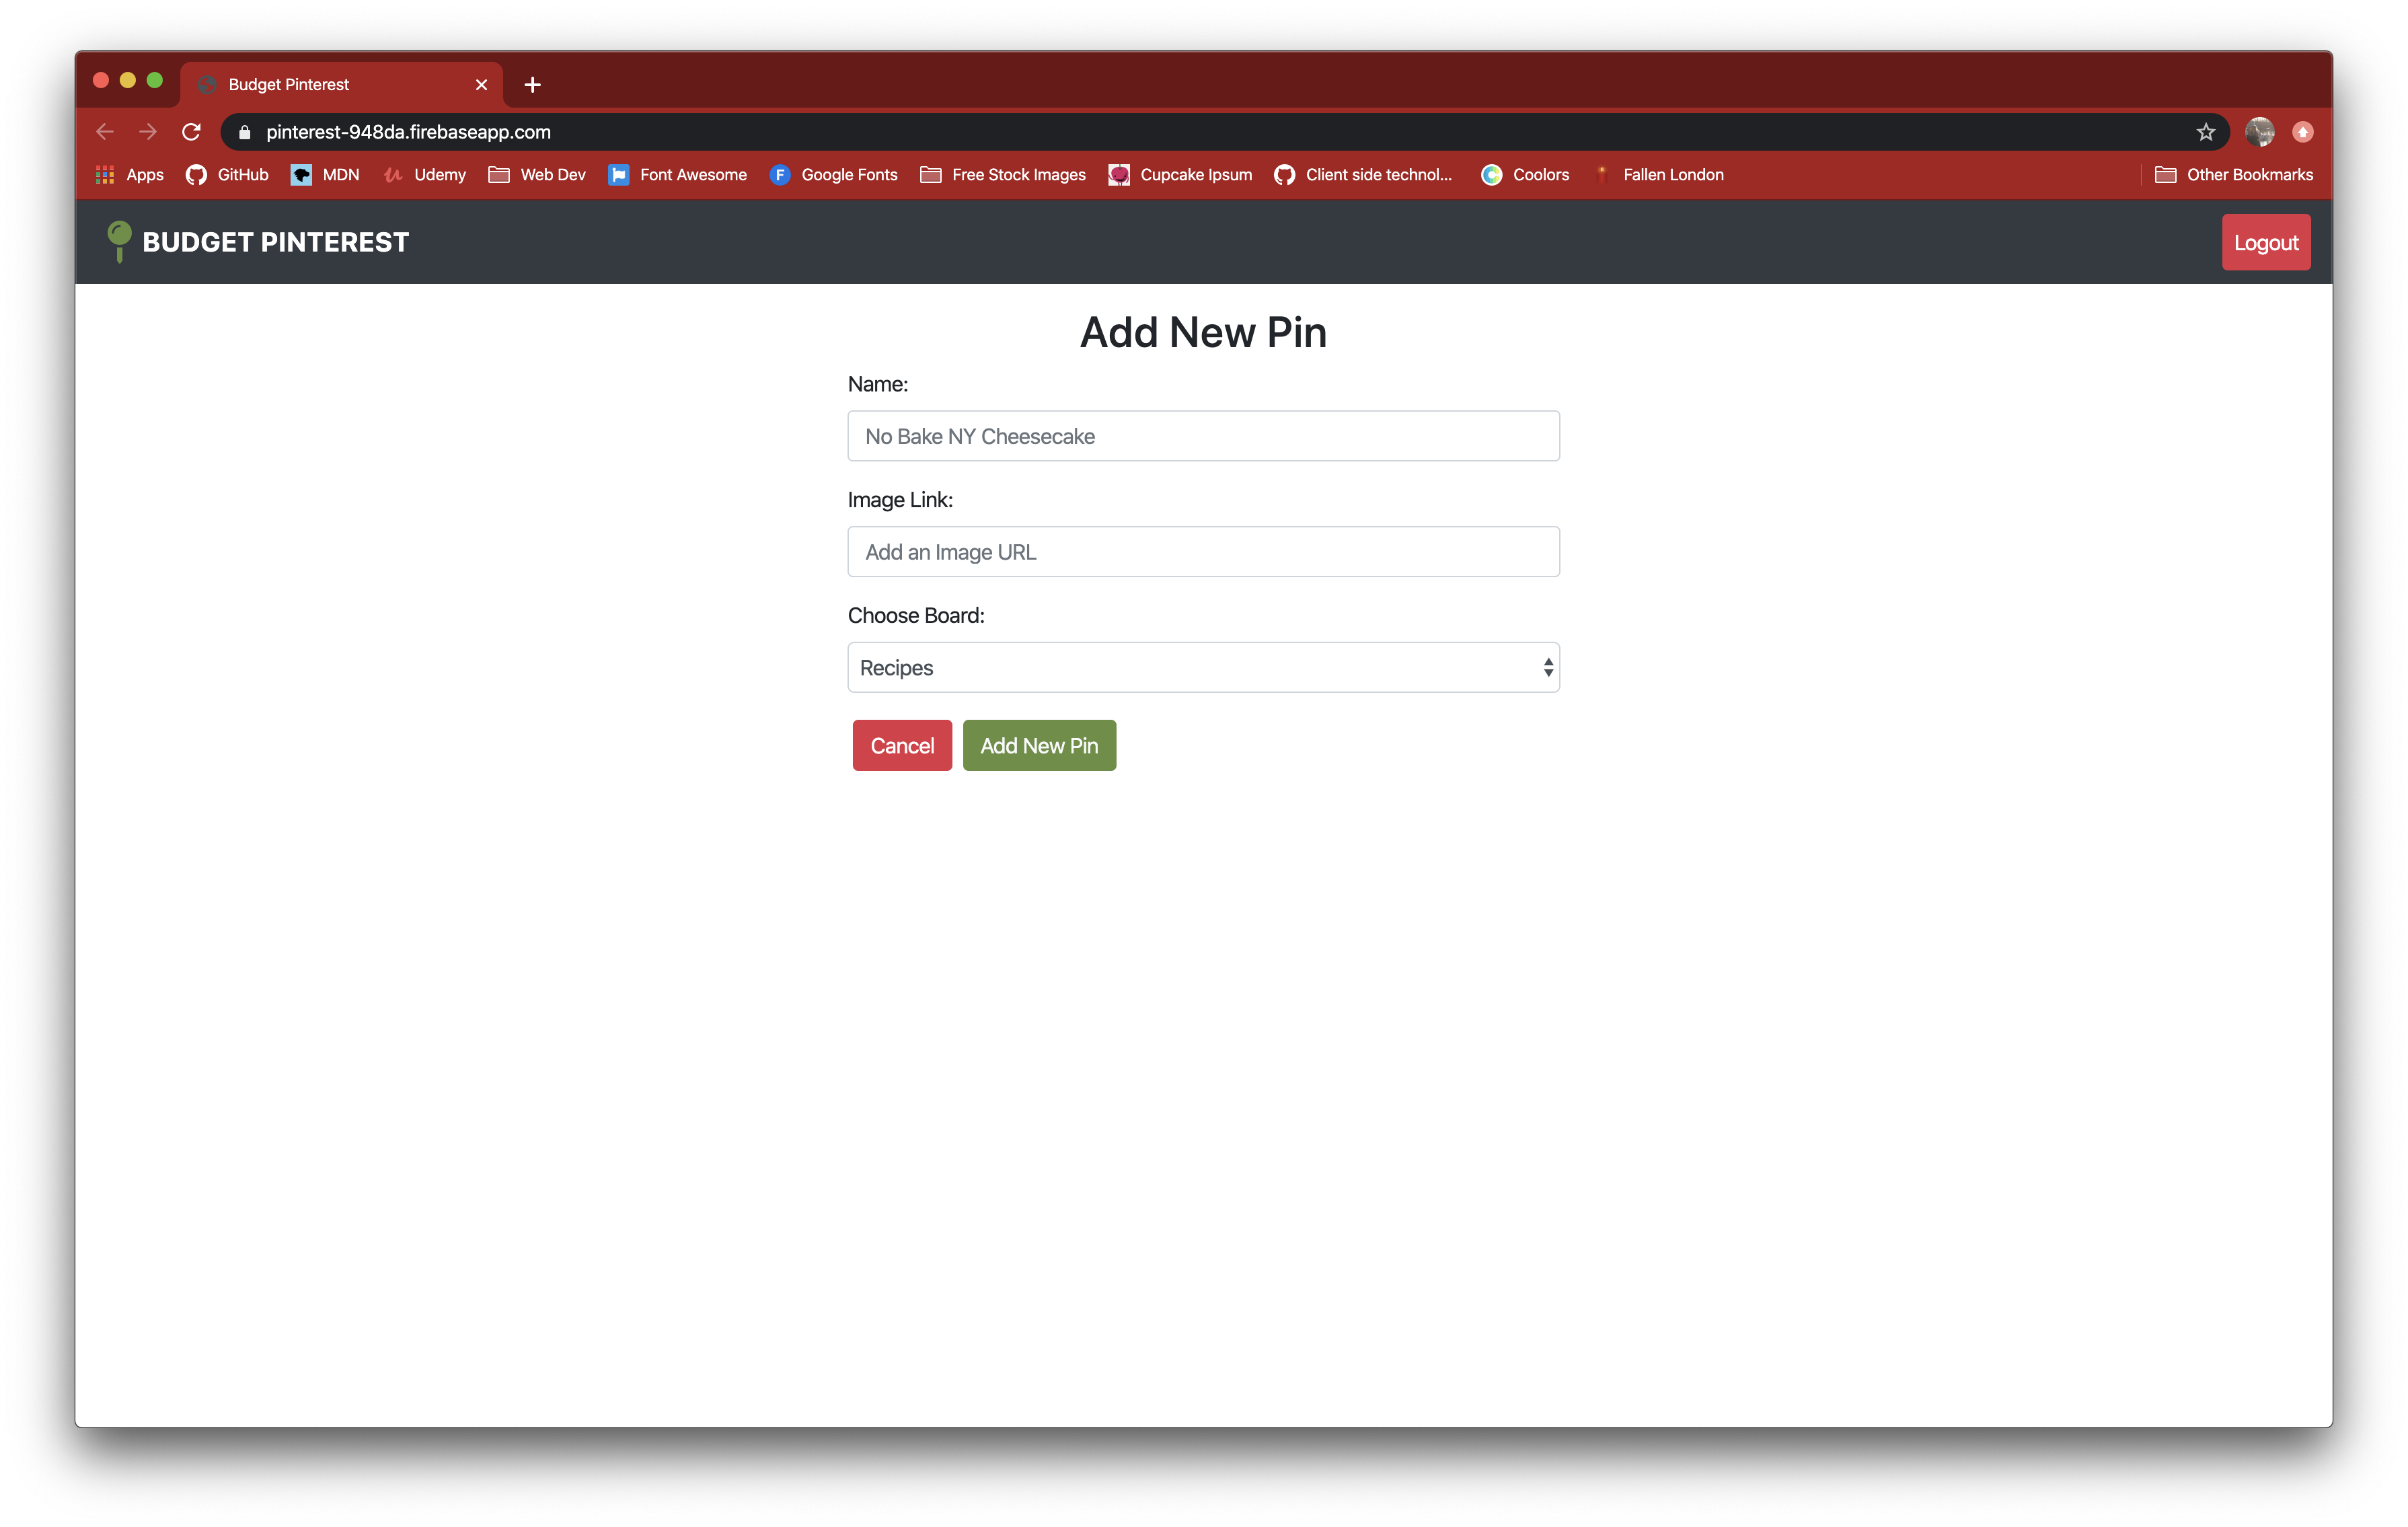 Budget Pinterest
pinterest-948da.firebaseapp.com
Apps GitHub MDN Udemy Web Dev Font Awesome Google Fonts Free Stock Images Cupcake Ipsum Client side technol... Coolors Fallen London Other Bookmarks
BUDGET PINTEREST Logout
Add New Pin
Name:
No Bake NY Cheesecake
Image Link:
Add an Image URL
Choose Board:
Recipes
Cancel Add New Pin